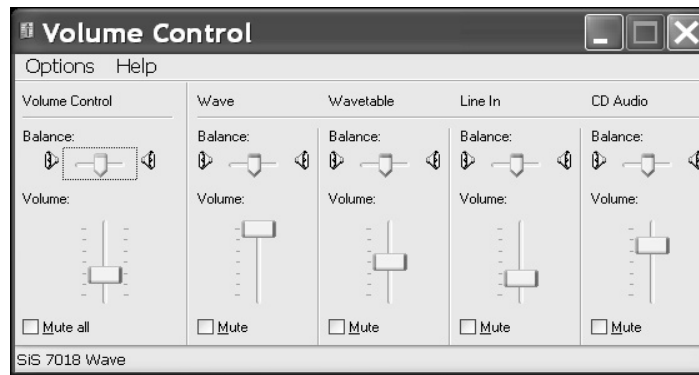 Volume Control
Options Help
Volume Control Wave Wavetable Line In CD Audio
Balance: Balance: Balance: Balance: Balance:
Volume: Volume: Volume: Volume: Volume:
Mute all Mute Mute Mute Mute
SiS 7018 Wave